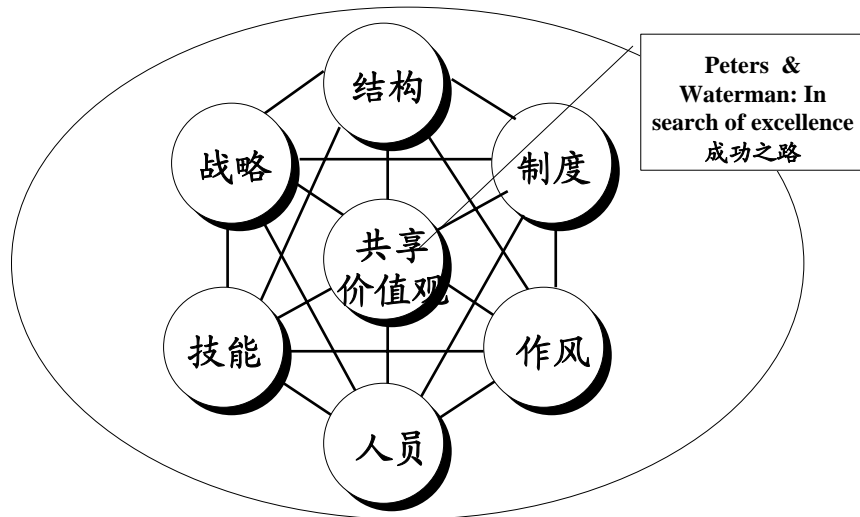 结构
Peters & 
Waterman: In
search of excellence
成功之路
战略
制度
共享
价值观
技能
作风
人员